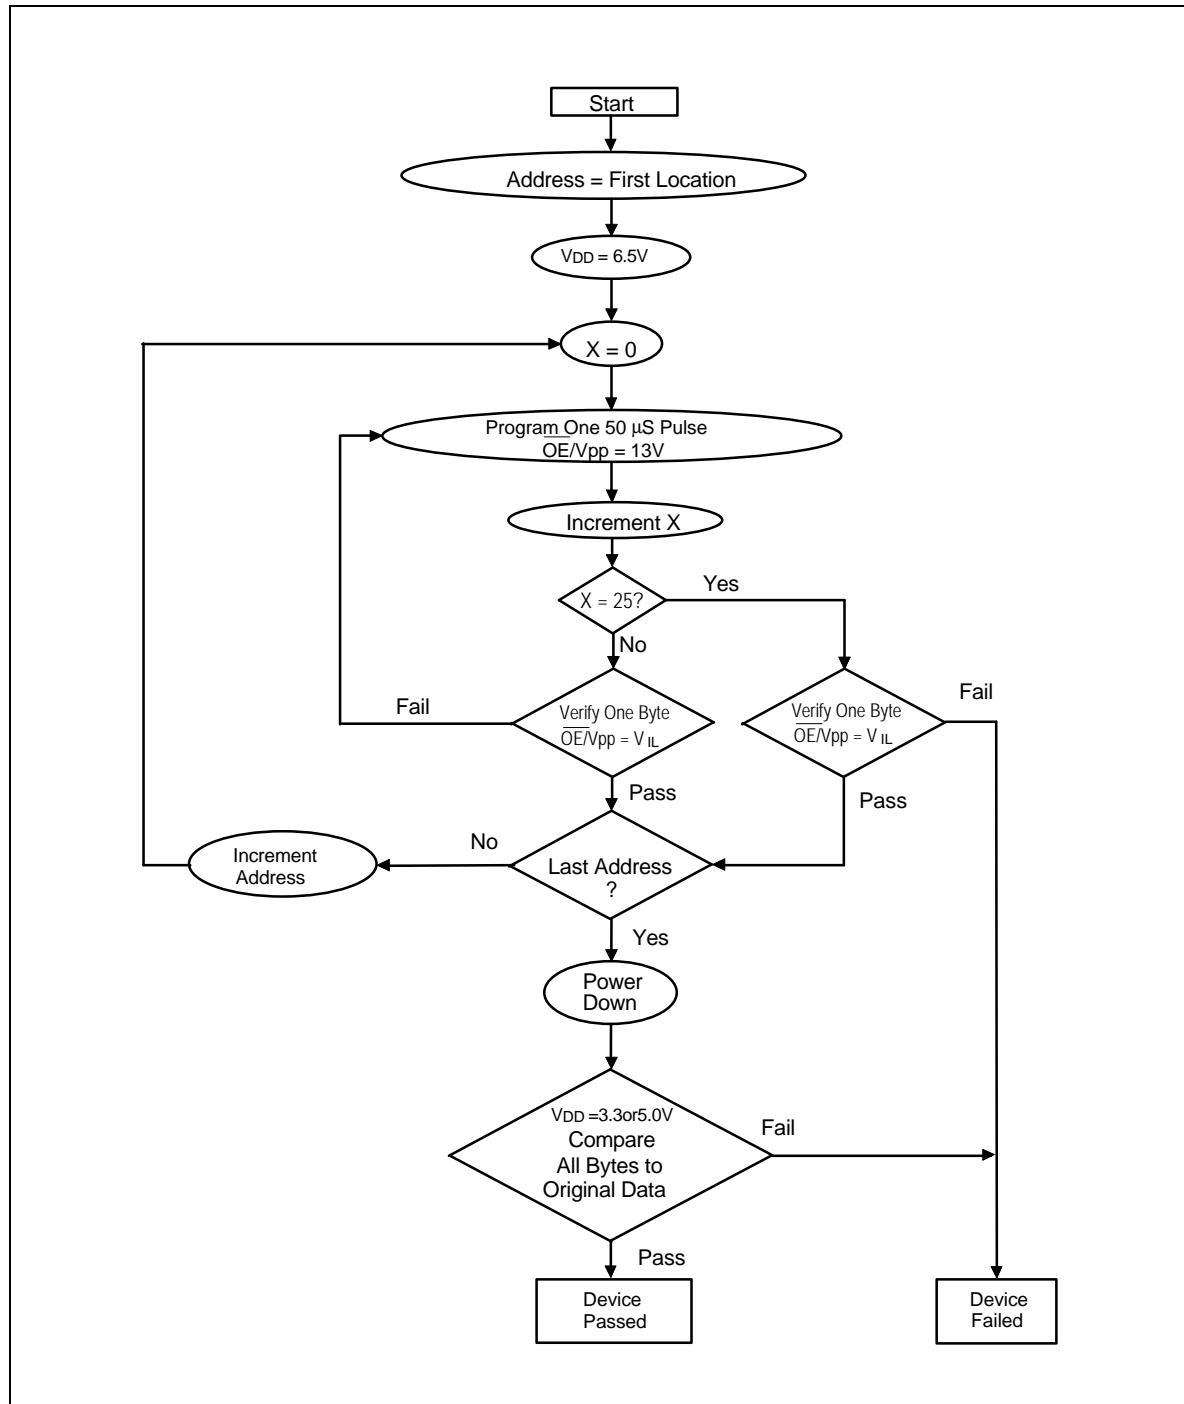 Start
Address = First Location
VDD = 6.5V
X = 0
Program One 50 μS Pulse
O̅E̅/Vpp = 13V
Increment X
X = 25?
Yes
No
Fail
Verify One Byte
O̅E̅/Vpp = V IL
Verify One Byte
O̅E̅/Vpp = V IL
Fail
Pass
Pass
No
Increment
Address
Last Address
?
Yes
Power
Down
VDD =3.3or5.0V
Compare
All Bytes to
Original Data
Fail
Pass
Device
Passed
Device
Failed